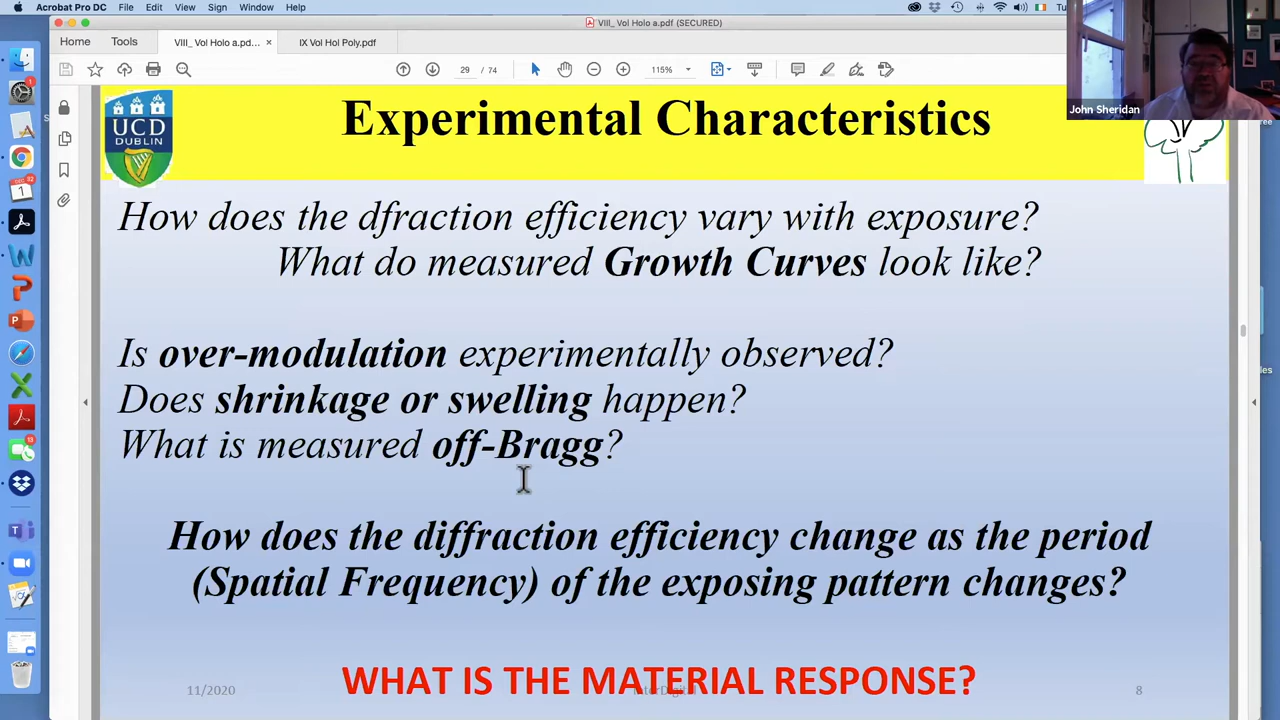 Acrobat Pro DC File Edit View Sign Window Help
VIII_ Vol Holo a.pdf (SECURED)
Home Tools VIII_ Vol Holo a.pd... × IX Vol Hol Poly.pdf
29 / 74 115%
John Sheridan
UCD
DUBLIN
Experimental Characteristics
How does the dfraction efficiency vary with exposure?
What do measured Growth Curves look like?
Is over-modulation experimentally observed?
Does shrinkage or swelling happen?
What is measured off-Bragg?
How does the diffraction efficiency change as the period
(Spatial Frequency) of the exposing pattern changes?
WHAT IS THE MATERIAL RESPONSE?
11/2020
8